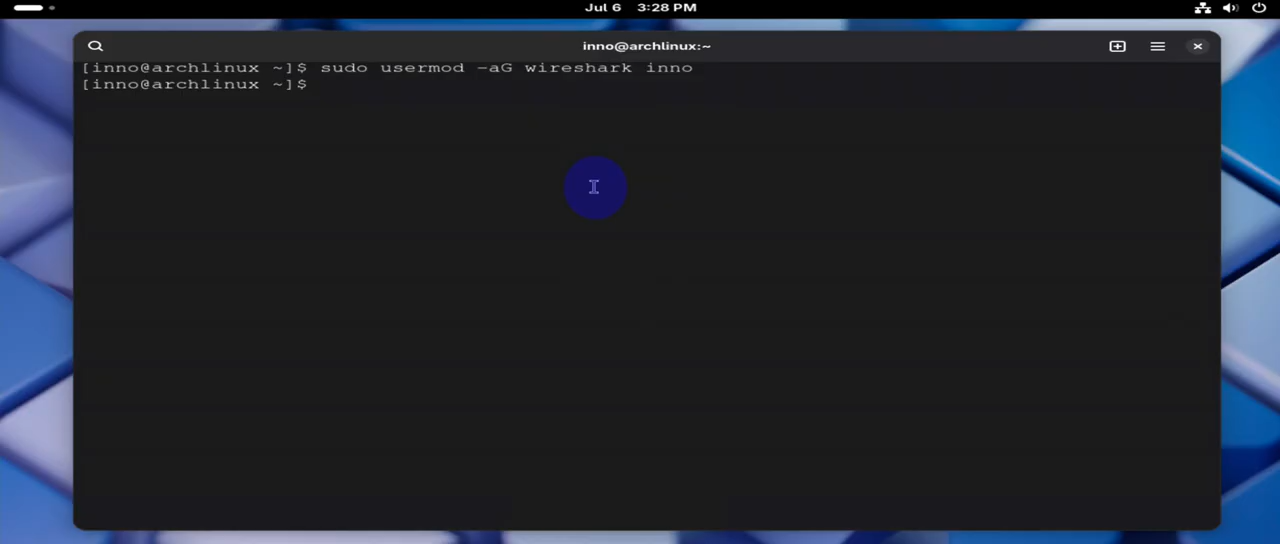 Jul 6 3:28 PM
inno@archlinux:~
[inno@archlinux ~]$ sudo usermod -aG wireshark inno
[inno@archlinux ~]$